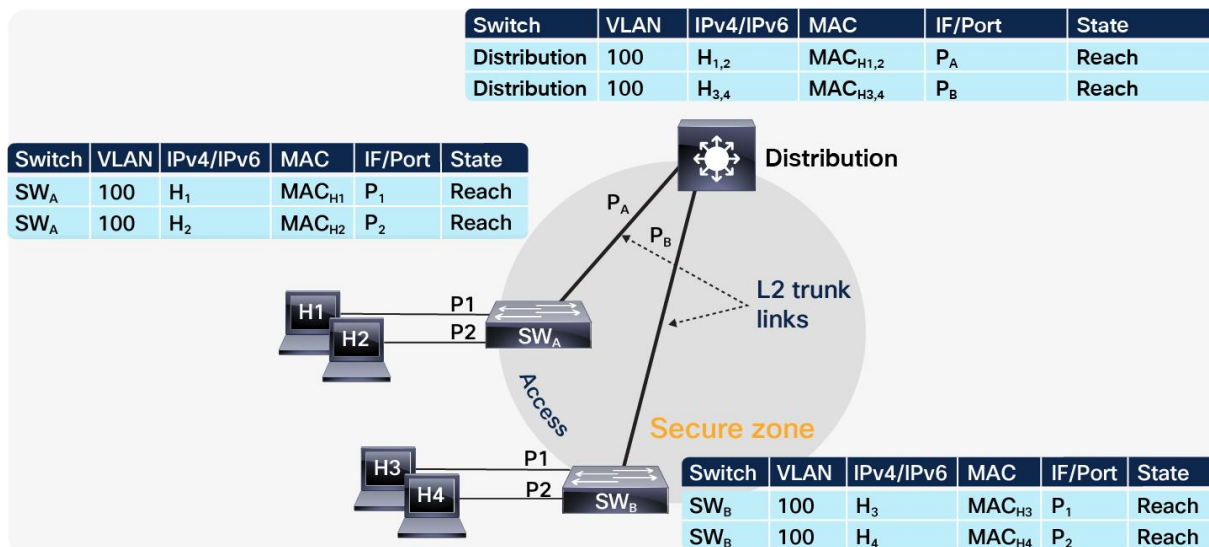 Switch VLAN IPv4/IPv6 MAC IF/Port State
Distribution 100 H1,2 MACH1,2 PA Reach
Distribution 100 H3,4 MACH3,4 PB Reach
Distribution
Switch VLAN IPv4/IPv6 MAC IF/Port State
SWA 100 H1 MACH1 P1 Reach
SWA 100 H2 MACH2 P2 Reach
PA
PB
L2 trunk
links
H1
H2
P1
P2
SWA
Access
Secure zone
H3
H4
P1
P2
SWB
Switch VLAN IPv4/IPv6 MAC IF/Port State
SWB 100 H3 MACH3 P1 Reach
SWB 100 H4 MACH4 P2 Reach